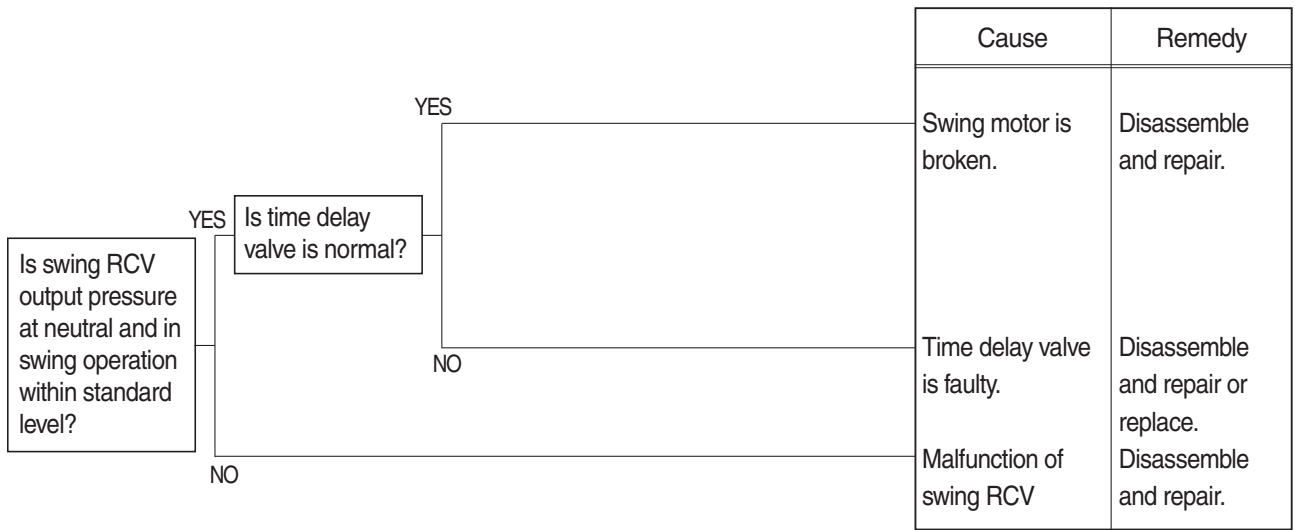 Cause
Remedy
YES
Swing motor is
broken.
Disassemble
and repair.
YES
Is time delay
valve is normal?
Is swing RCV
output pressure
at neutral and in
swing operation
within standard
level?
NO
Time delay valve
is faulty.
Disassemble
and repair or
replace.
NO
Malfunction of
swing RCV
Disassemble
and repair.